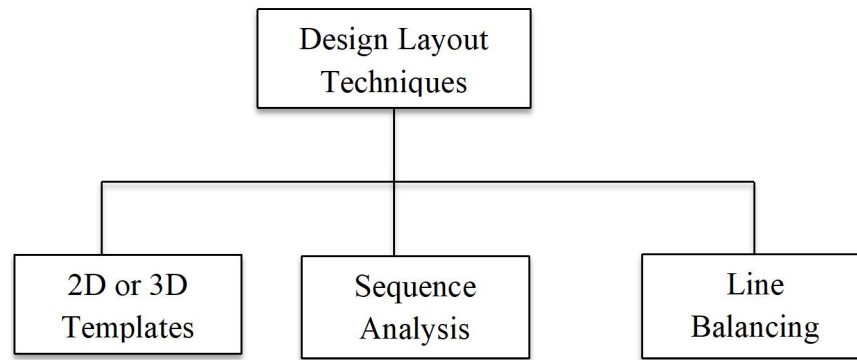 Design Layout
Techniques
2D or 3D
Templates
Sequence
Analysis
Line
Balancing